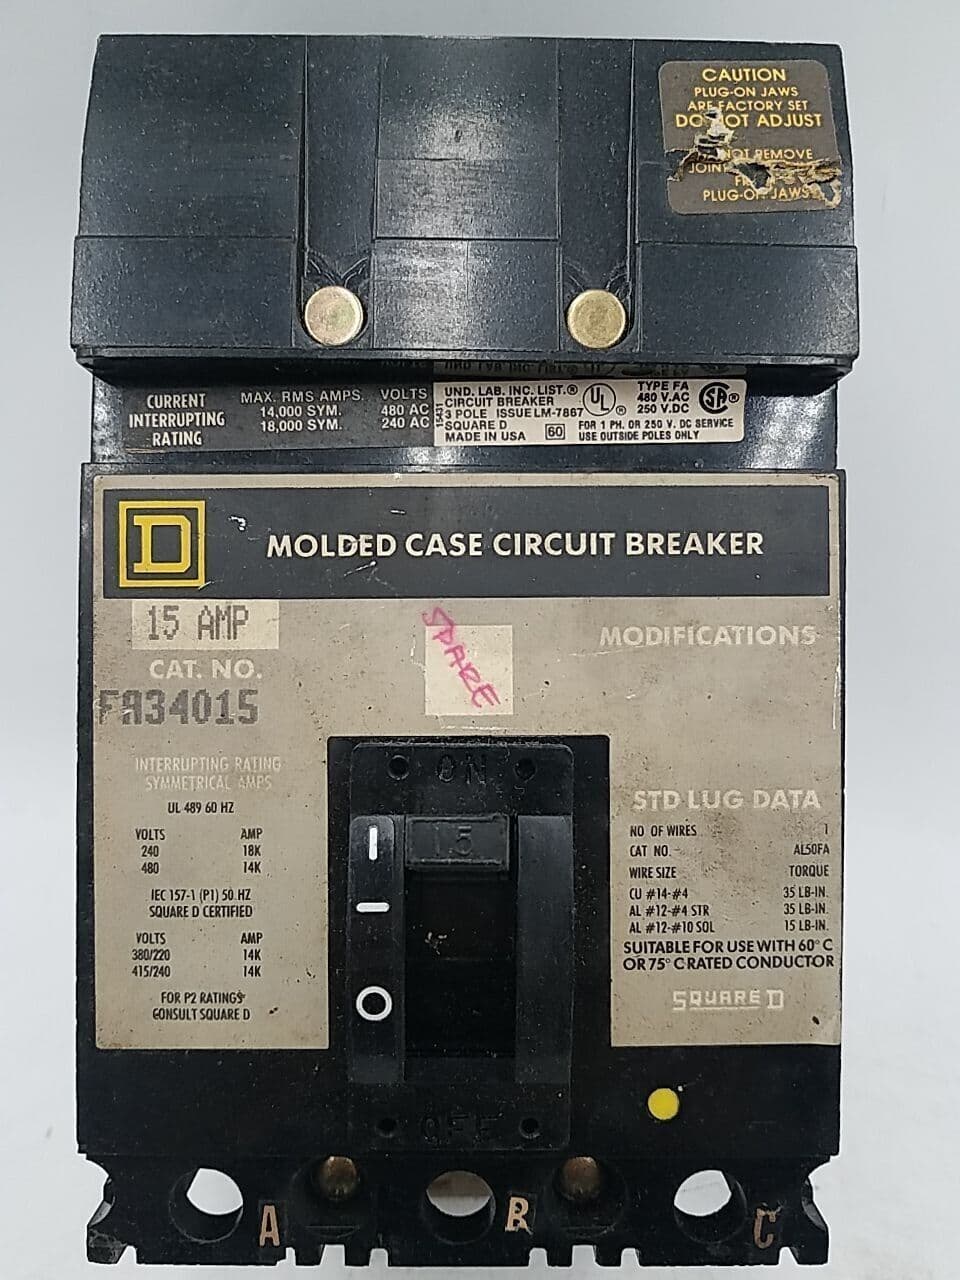 CAUTION
PLUG-ON JAWS
ARE FACTORY SET
DO NOT ADJUST
NOT REMOVE
JOINT
PLUG-ON JAWS
CURRENT
INTERRUPTING
RATING
MAX. RMS AMPS. VOLTS
14,000 SYM. 480 AC
18,000 SYM. 240 AC
15431
UND. LAB. INC. LIST.®
CIRCUIT BREAKER
3 POLE ISSUE LM-7867
SQUARE D
MADE IN USA
60
UL ®
TYPE FA
480 V.AC
250 V.DC
SA ®
FOR 1 PH. OR 250 V. DC SERVICE
USE OUTSIDE POLES ONLY
D
MOLDED CASE CIRCUIT BREAKER
15 AMP
CAT. NO.
FA34015
SPARE
MODIFICATIONS
INTERRUPTING RATING
SYMMETRICAL AMPS
UL 489 60 HZ
VOLTS AMP
240 18K
480 14K
IEC 157-1 (P1) 50 HZ
SQUARE D CERTIFIED
VOLTS AMP
380/220 14K
415/240 14K
FOR P2 RATINGS
CONSULT SQUARE D
ON
15
OFF
STD LUG DATA
NO OF WIRES 1
CAT NO. AL50FA
WIRE SIZE TORQUE
CU #14-#4 35 LB-IN.
AL #12-#4 STR 35 LB-IN.
AL #12-#10 SOL 15 LB-IN.
SUITABLE FOR USE WITH 60° C
OR 75° C RATED CONDUCTOR
SQUARE D
A B C